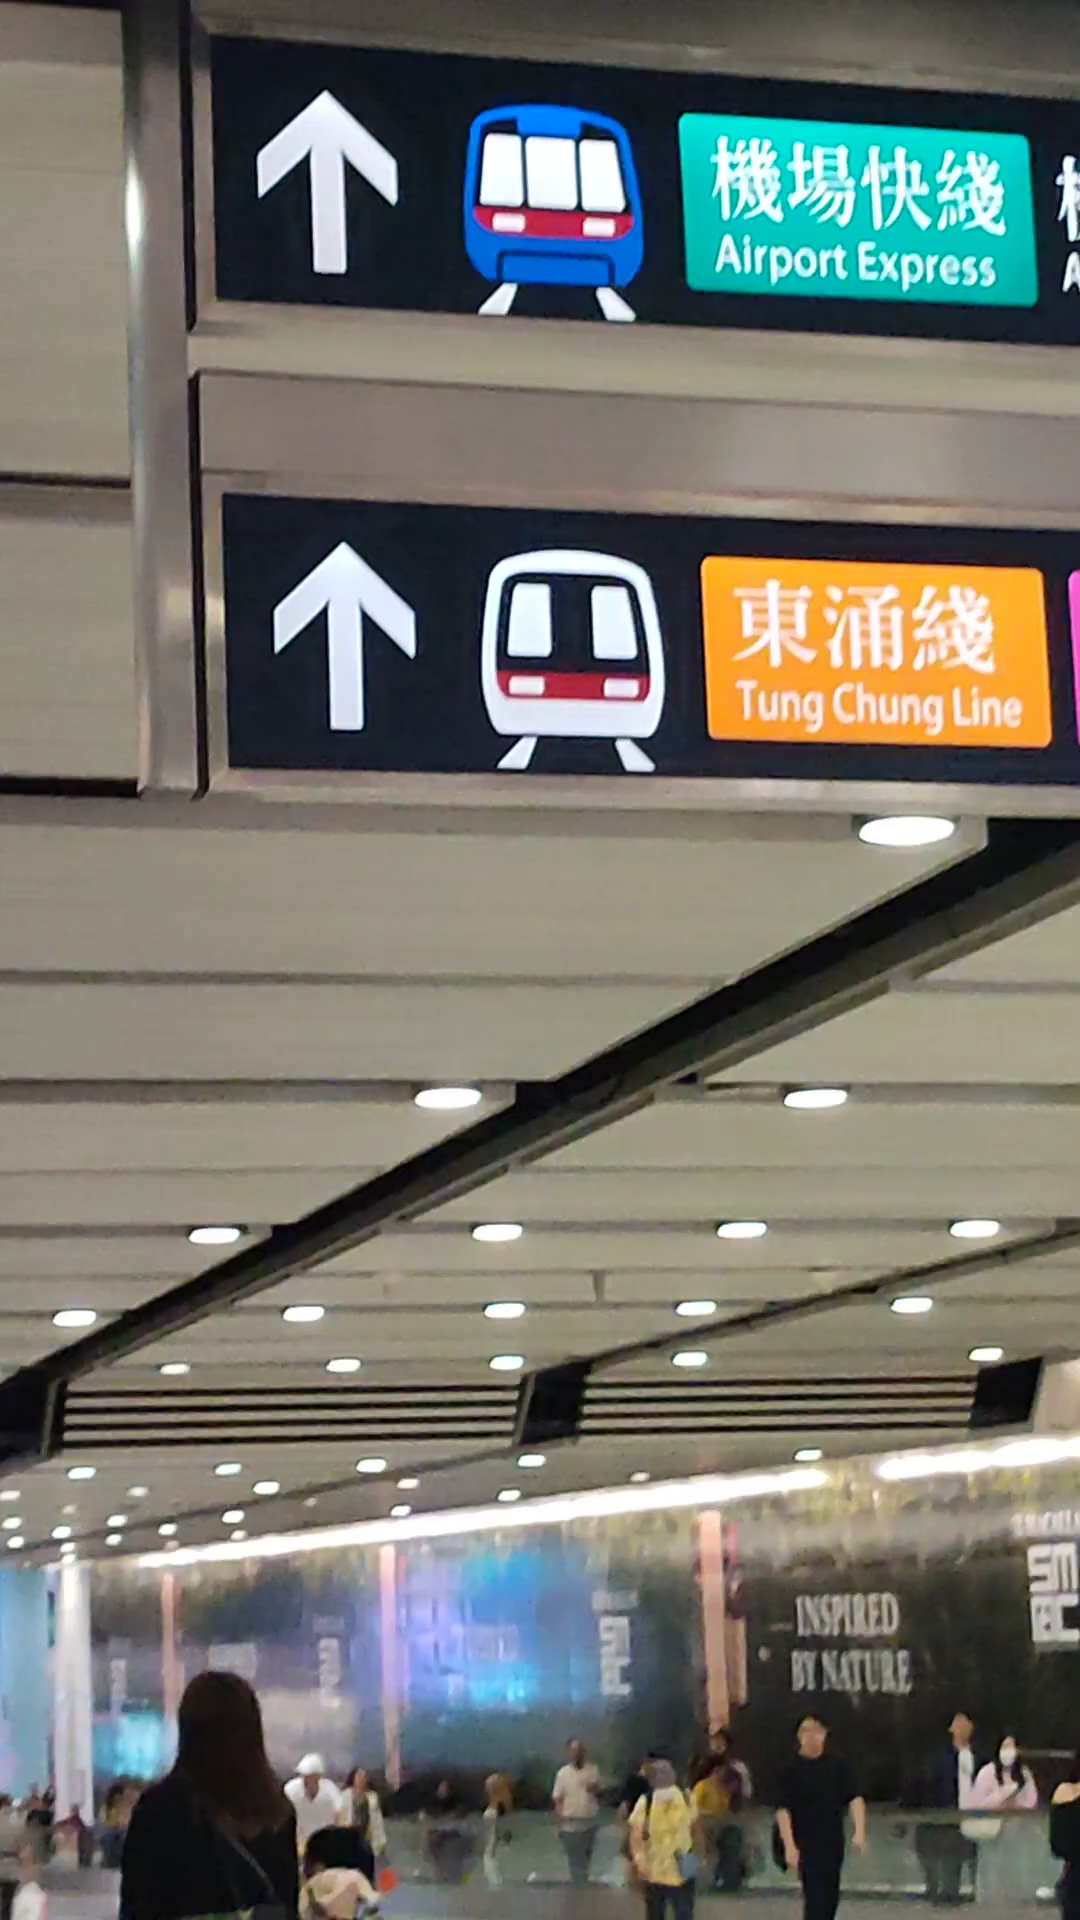 機場快綫
Airport Express
東涌綫
Tung Chung Line
INSPIRED
BY NATURE